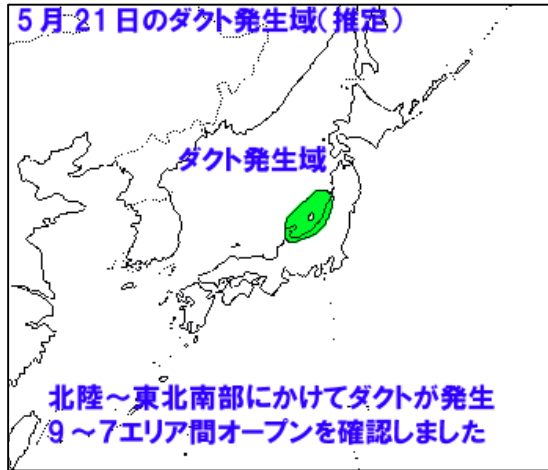 5月21日のダクト発生域(推定)
ダクト発生域
北陸～東北南部にかけてダクトが発生
9～7エリア間オープンを確認しました